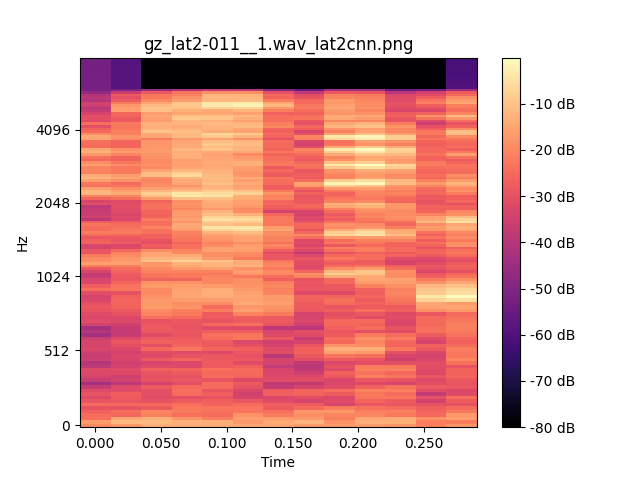 gz_lat2-011__1.wav_lat2cnn.png
Hz
4096
2048
1024
512
0
0.000 0.050 0.100 0.150 0.200 0.250
Time
-10 dB
-20 dB
-30 dB
-40 dB
-50 dB
-60 dB
-70 dB
-80 dB